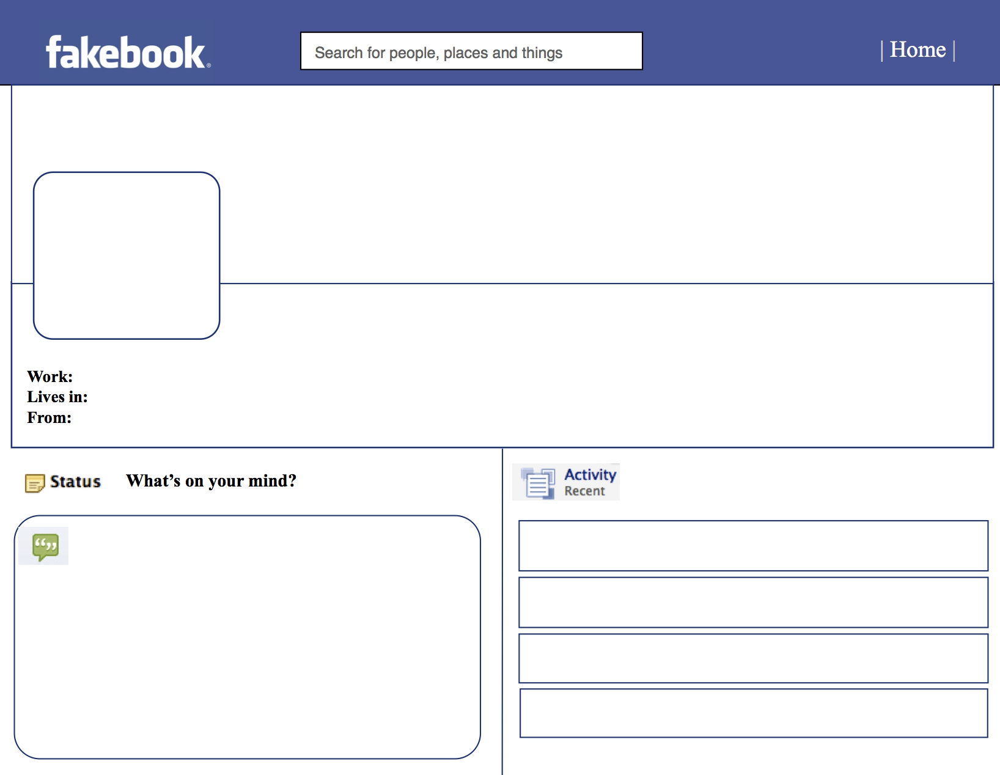 fakebook®
Search for people, places and things
| Home |
Work:
Lives in:
From:
Status
What’s on your mind?
Activity
Recent
“”